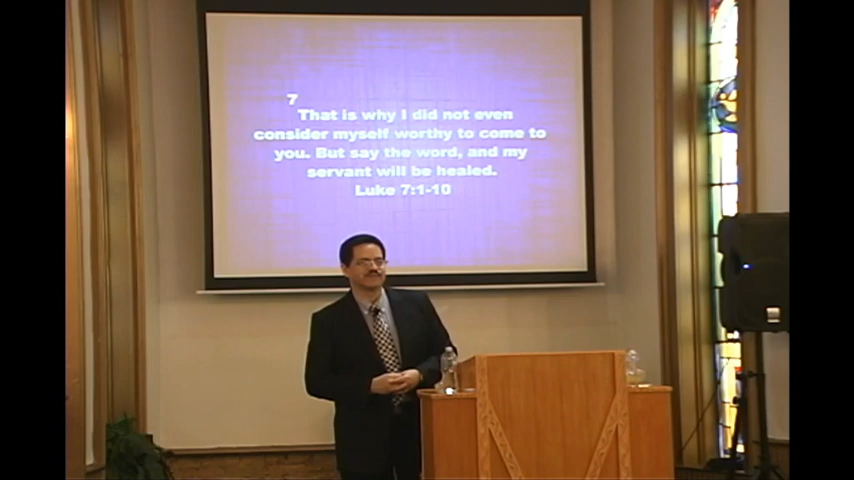 7
That is why I did not even
consider myself worthy to come to
you. But say the word, and my
servant will be healed.
Luke 7:1-10